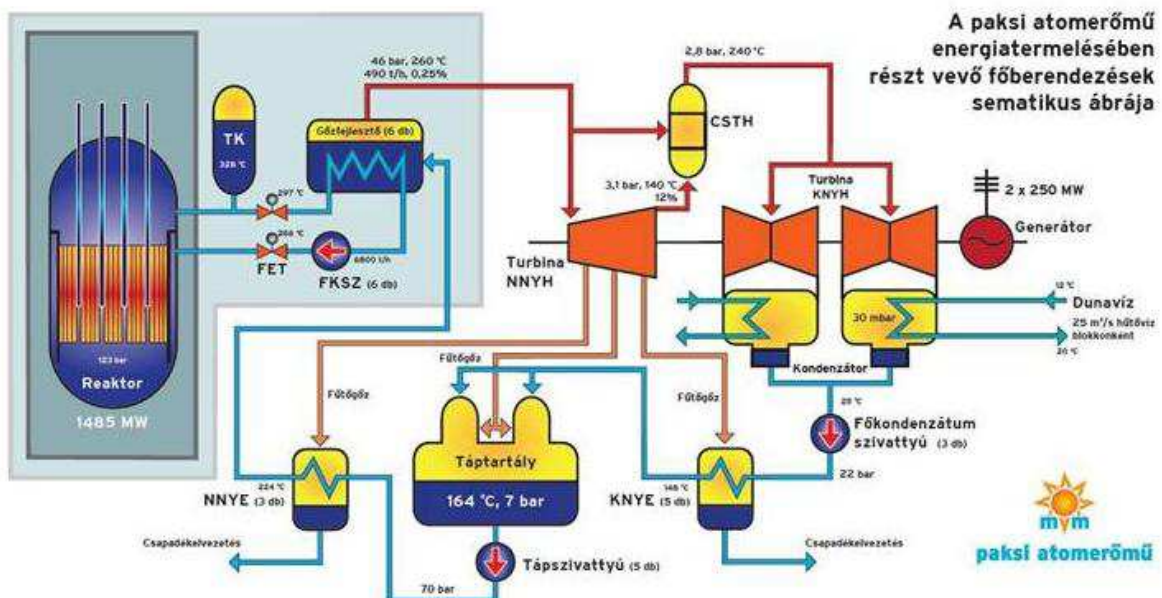 A paksi atomerőmű
energiatermelésében
részt vevő főberendezések
sematikus ábrája
46 bar, 260 °C
490 t/h, 0,25%
2,8 bar, 240 °C
TK
328 °C
Gőzfejlesztő (6 db)
CSTH
297 °C
3,1 bar, 140 °C
12%
Turbina
KNYH
2 x 250 MW
Generátor
FET
FKSZ (6 db)
6800 t/h
Turbina
NNYH
12 °C
Dunavíz
30 mbar
25 m³/s hűtővíz
blokkonként
20 °C
123 bar
Reaktor
1485 MW
Kondenzátor
Fűtőgőz
Fűtőgőz
Fűtőgőz
25 °C
Főkondenzátum
szivattyú (3 db)
22 bar
Táptartály
164 °C, 7 bar
224 °C
NNYE (3 db)
KNYE (5 db)
Csapadékelvezetés
Csapadékelvezetés
Tápszivattyú (5 db)
70 bar
mvm
paksi atomerőmű